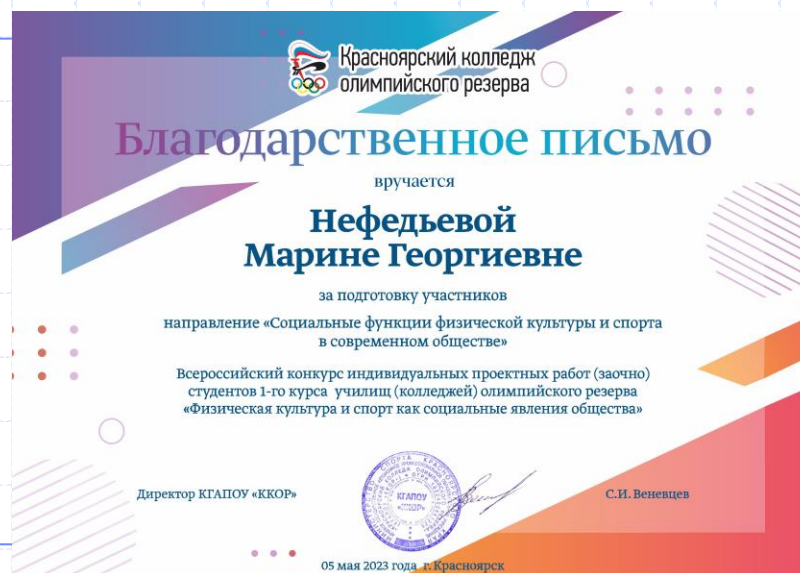 Красноярский колледж
олимпийского резерва
Благодарственное письмо
вручается
Нефедьевой
Марине Георгиевне
за подготовку участников
направление «Социальные функции физической культуры и спорта
в современном обществе»
Всероссийский конкурс индивидуальных проектных работ (заочно)
студентов 1-го курса училищ (колледжей) олимпийского резерва
«Физическая культура и спорт как социальные явления общества»
Директор КГАПОУ «ККОР»
КГАПОУ
«ККОР»
С.И. Веневцев
05 мая 2023 года г. Красноярск